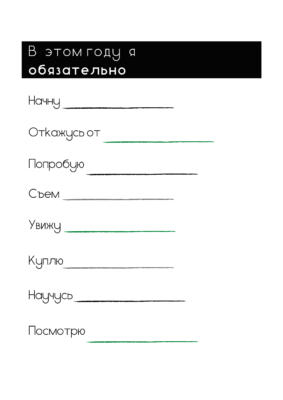 В этом году я
обязательно
Начну
Откажусь от
Попробую
Съем
Увижу
Куплю
Научусь
Посмотрю